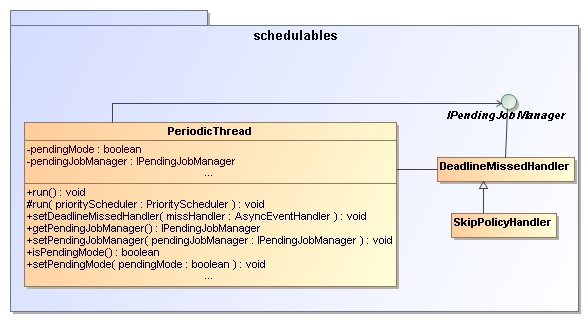 schedulables
IPendingJobManager
PeriodicThread
-pendingMode : boolean
-pendingJobManager : IPendingJobManager
...
DeadlineMissedHandler
+run() : void
#run( priorityScheduler : PriorityScheduler ) : void
+setDeadlineMissedHandler( missHandler : AsyncEventHandler ) : void
+getPendingJobManager() : IPendingJobManager
+setPendingJobManager( pendingJobManager : IPendingJobManager ) : void
+isPendingMode() : boolean
+setPendingMode( pendingMode : boolean ) : void
...
SkipPolicyHandler